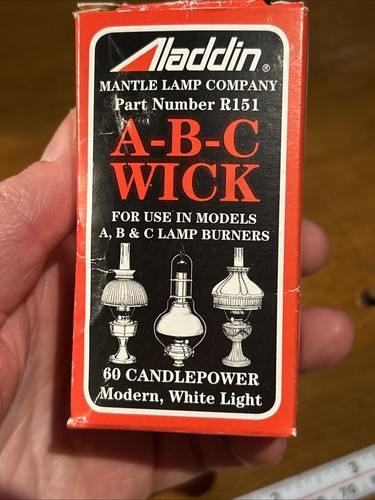 Aladdin®
MANTLE LAMP COMPANY
Part Number R151
A-B-C
WICK
FOR USE IN MODELS
A, B & C LAMP BURNERS
60 CANDLEPOWER
Modern, White Light